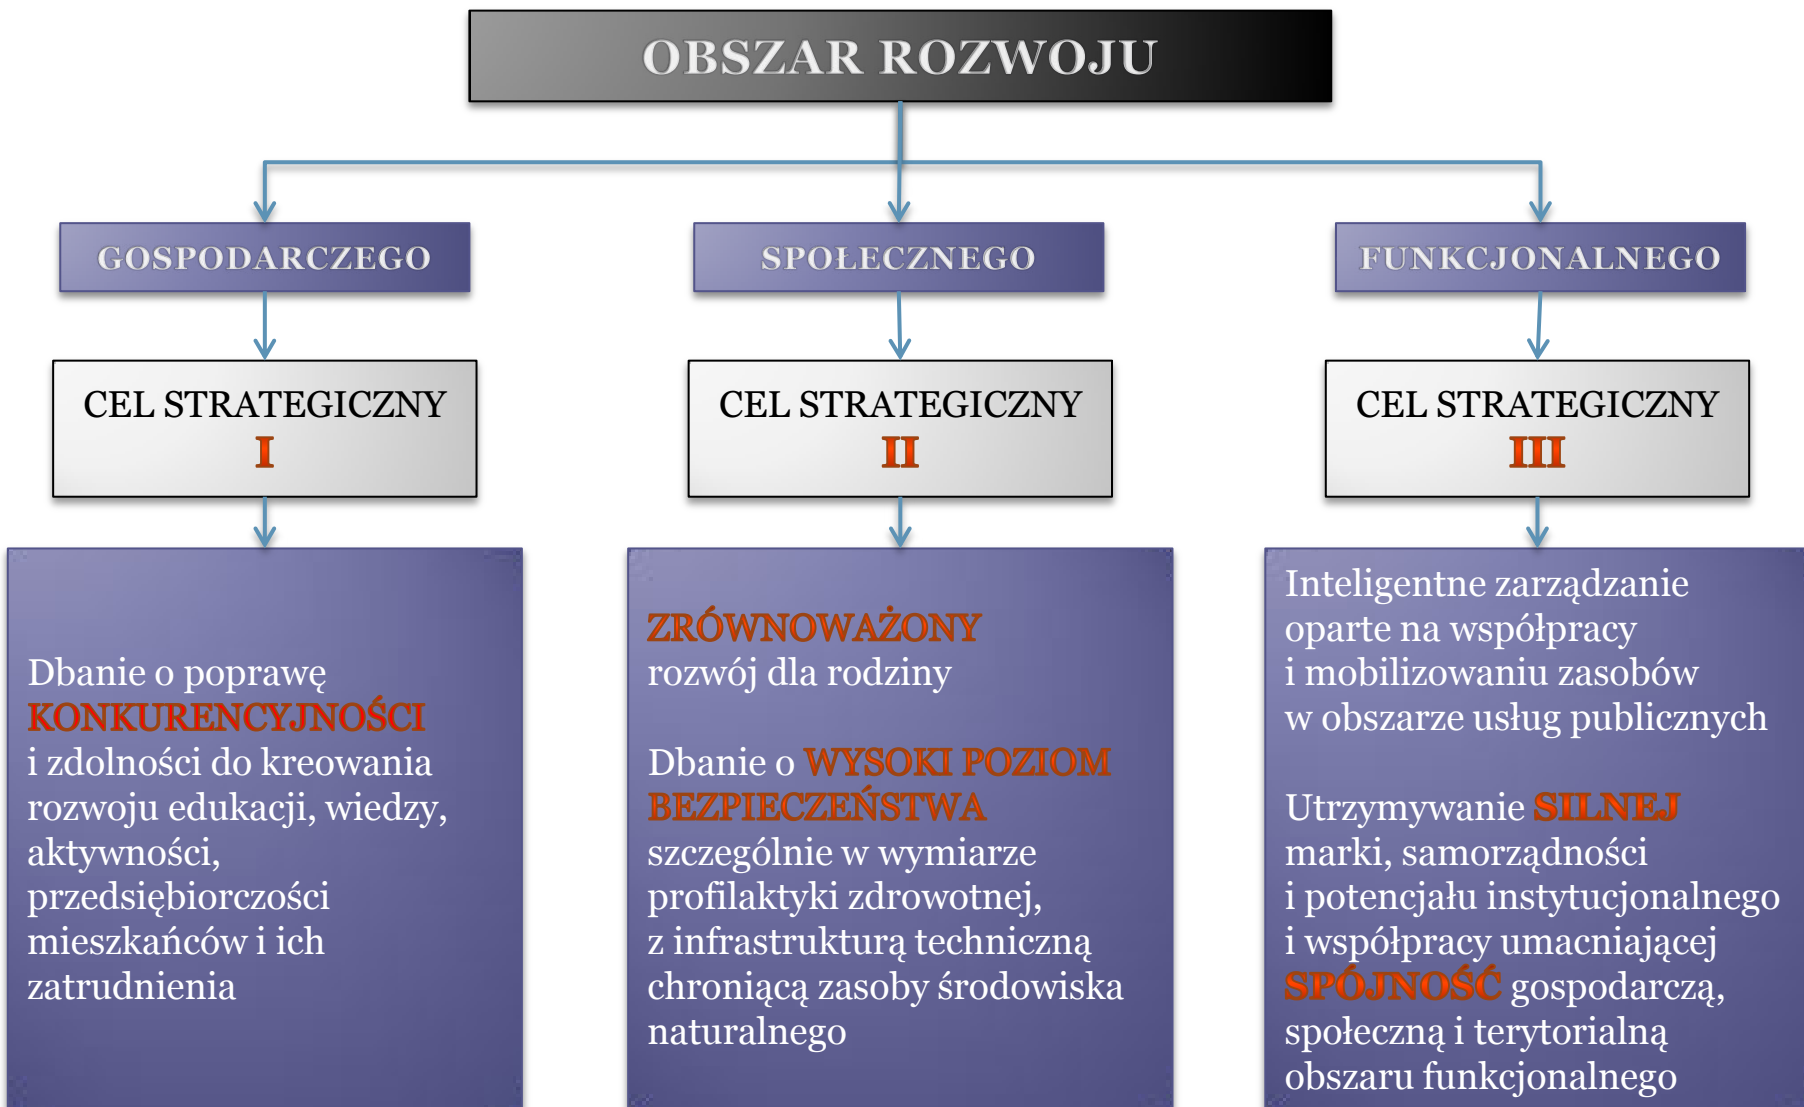 OBSZAR ROZWOJU
GOSPODARCZEGO
SPOŁECZNEGO
FUNKCJONALNEGO
CEL STRATEGICZNY
I
CEL STRATEGICZNY
II
CEL STRATEGICZNY
III
Dbanie o poprawę
KONKURENCYJNOŚCI
i zdolności do kreowania
rozwoju edukacji, wiedzy,
aktywności,
przedsiębiorczości
mieszkańców i ich
zatrudnienia
ZRÓWNOWAŻONY
rozwój dla rodziny
Dbanie o WYSOKI POZIOM
BEZPIECZEŃSTWA
szczególnie w wymiarze
profilaktyki zdrowotnej,
z infrastrukturą techniczną
chroniącą zasoby środowiska
naturalnego
Inteligentne zarządzanie
oparte na współpracy
i mobilizowaniu zasobów
w obszarze usług publicznych
Utrzymywanie SILNEJ
marki, samorządności
i potencjału instytucjonalnego
i współpracy umacniającej
SPÓJNOŚĆ gospodarczą,
społeczną i terytorialną
obszaru funkcjonalnego